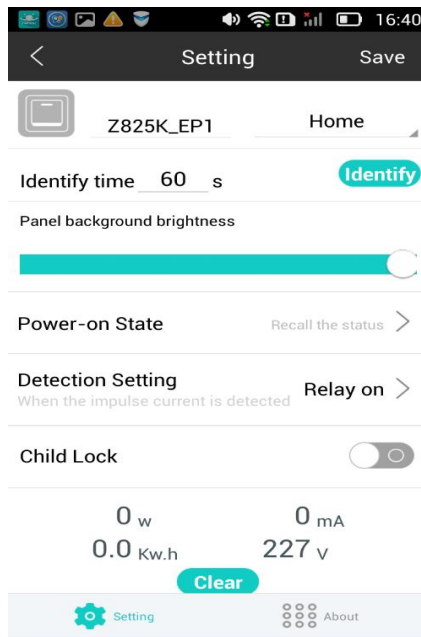 16:40
Setting Save
Z825K_EP1 Home
Identify time 60 s Identify
Panel background brightness
Power-on State Recall the status
Detection Setting
When the impulse current is detected Relay on
Child Lock
0 w 0 mA
0.0 Kw.h 227 V
Clear
Setting About